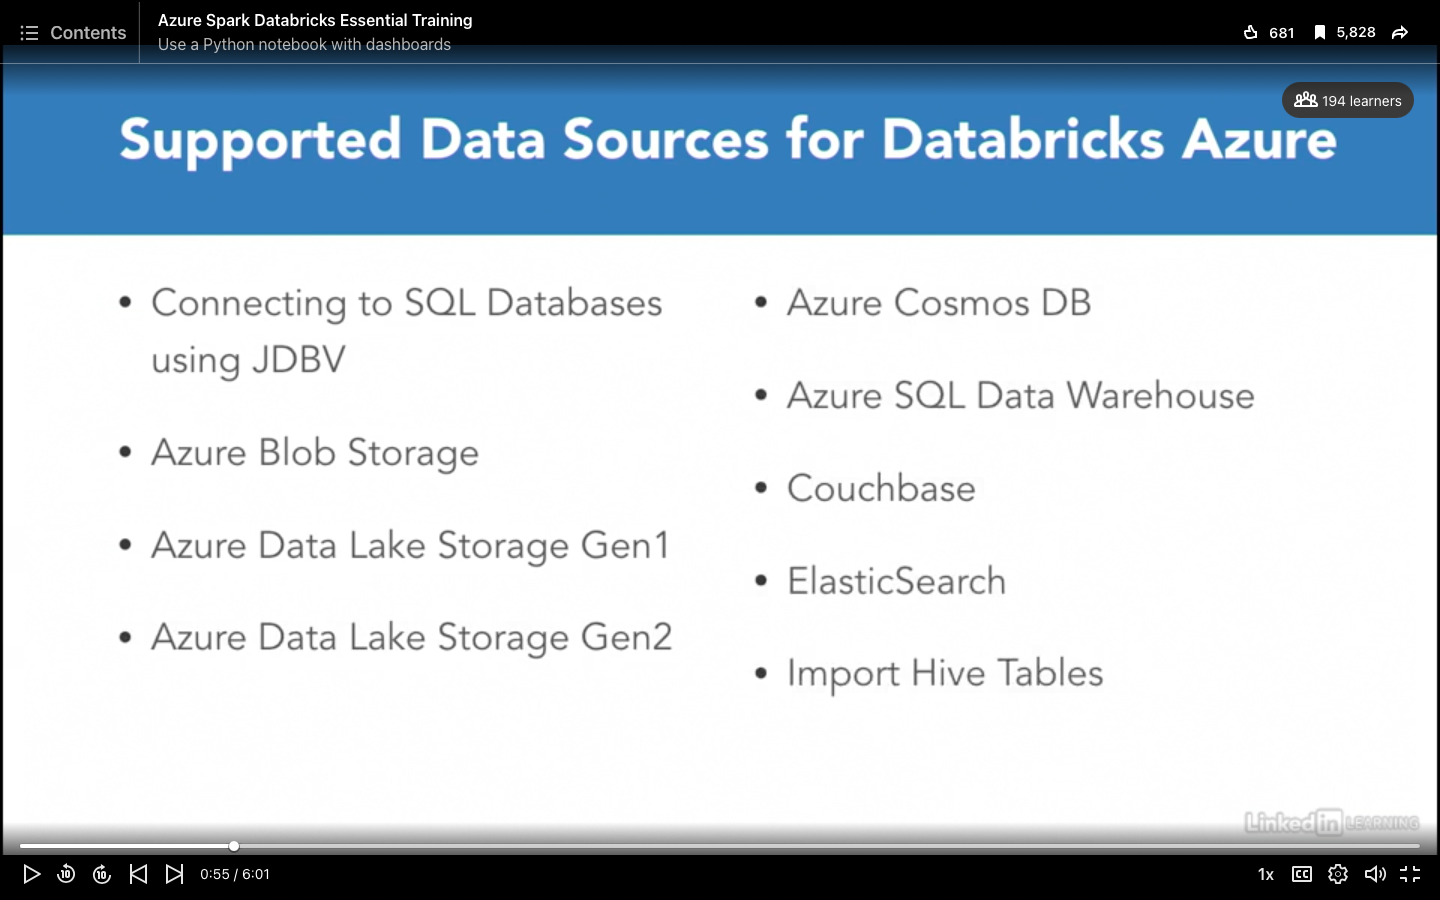 Contents
Azure Spark Databricks Essential Training
Use a Python notebook with dashboards
681
5,828
194 learners
Supported Data Sources for Databricks Azure
• Connecting to SQL Databases
using JDBV
• Azure Blob Storage
• Azure Data Lake Storage Gen1
• Azure Data Lake Storage Gen2
• Azure Cosmos DB
• Azure SQL Data Warehouse
• Couchbase
• ElasticSearch
• Import Hive Tables
LinkedIn LEARNING
10
10
0:55 / 6:01
1x
CC